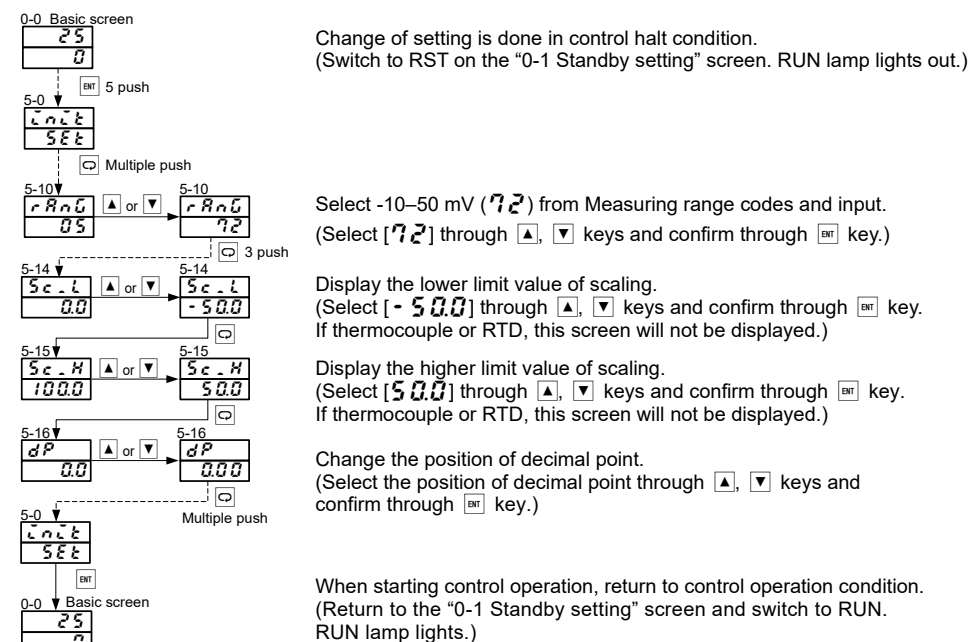 0-0 Basic screen
25
0
Change of setting is done in control halt condition.
(Switch to RST on the “0-1 Standby setting” screen. RUN lamp lights out.)
ENT 5 push
5-0
init
SEt
Multiple push
5-10 5-10
rAnG ▲ or ▼ rAnG
05 72
Select -10–50 mV (72) from Measuring range codes and input.
(Select [72] through ▲, ▼ keys and confirm through ENT key.)
3 push
5-14 5-14
Sc_L ▲ or ▼ Sc_L
0.0 -50.0
Display the lower limit value of scaling.
(Select [-50.0] through ▲, ▼ keys and confirm through ENT key.
If thermocouple or RTD, this screen will not be displayed.)
5-15 5-15
Sc_H ▲ or ▼ Sc_H
100.0 50.0
Display the higher limit value of scaling.
(Select [50.0] through ▲, ▼ keys and confirm through ENT key.
If thermocouple or RTD, this screen will not be displayed.)
5-16 5-16
dP ▲ or ▼ dP
0.0 0.00
Change the position of decimal point.
(Select the position of decimal point through ▲, ▼ keys and
confirm through ENT key.)
Multiple push
5-0
init
SEt
ENT
0-0 Basic screen
25
0
When starting control operation, return to control operation condition.
(Return to the “0-1 Standby setting” screen and switch to RUN.
RUN lamp lights.)